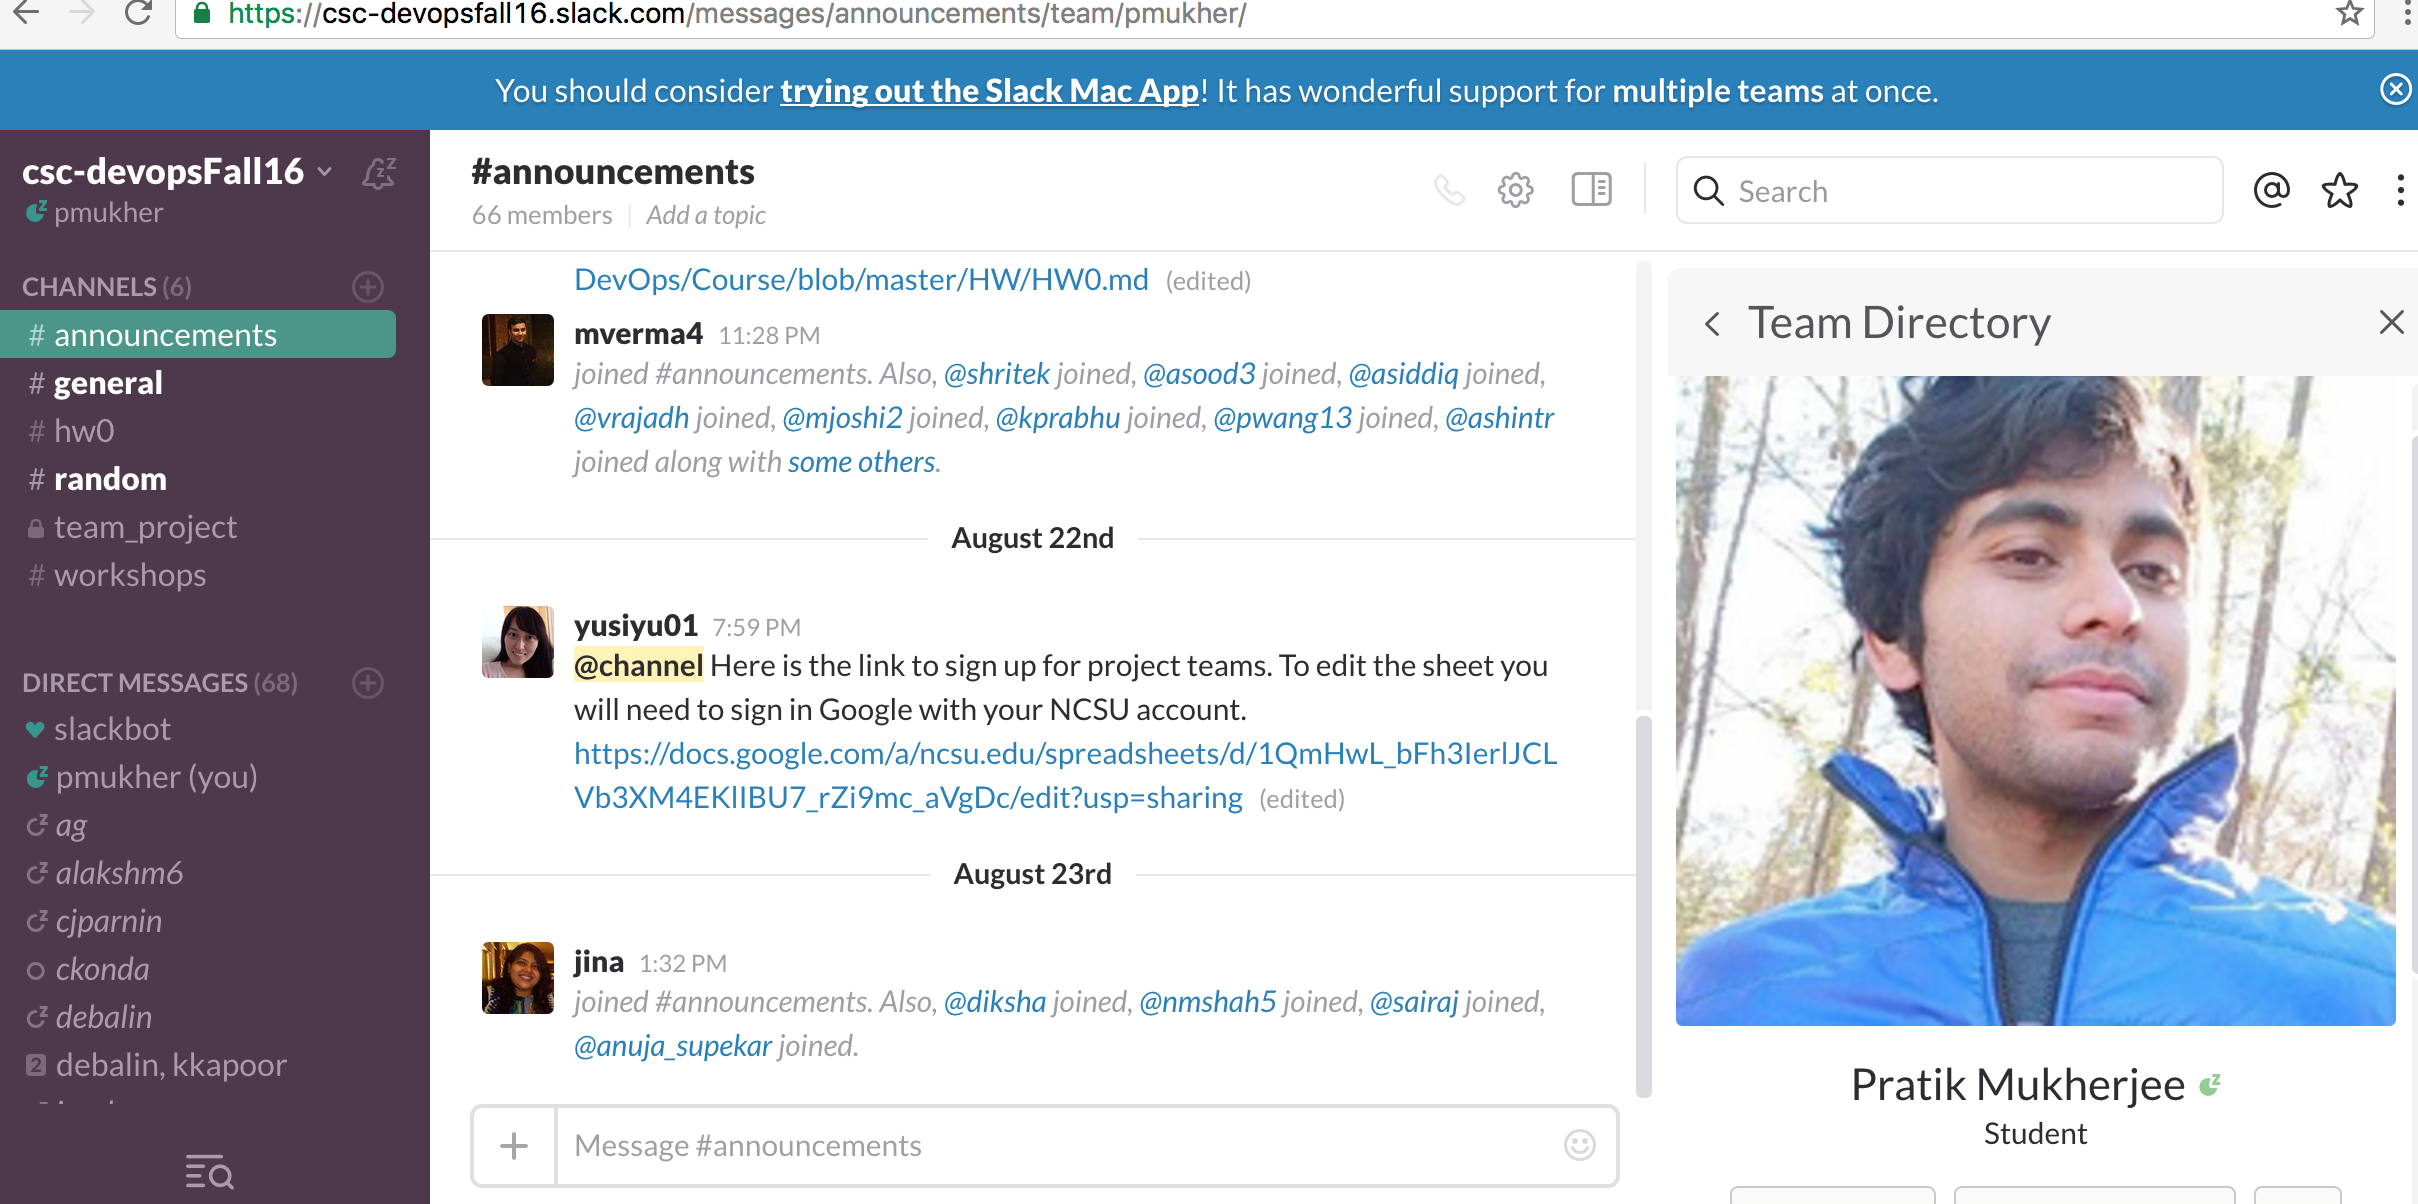 https://csc-devopsfall16.slack.com/messages/announcements/team/pmukher/
You should consider trying out the Slack Mac App! It has wonderful support for multiple teams at once.
csc-devopsFall16
pmukher
CHANNELS (6)
# announcements
# general
# hw0
# random
team_project
# workshops
DIRECT MESSAGES (68)
slackbot
pmukher (you)
ag
alakshm6
cjparnin
ckonda
debalin
2 debalin, kkapoor
#announcements
66 members
Add a topic
Search
DevOps/Course/blob/master/HW/HW0.md (edited)
mverma4 11:28 PM
joined #announcements. Also, @shritek joined, @asood3 joined, @asiddiq joined,
@vrajadh joined, @mjoshi2 joined, @kprabhu joined, @pwang13 joined, @ashintr
joined along with some others.
August 22nd
yusiyu01 7:59 PM
@channel Here is the link to sign up for project teams. To edit the sheet you
will need to sign in Google with your NCSU account.
https://docs.google.com/a/ncsu.edu/spreadsheets/d/1QmHwL_bFh3IerlJCL
Vb3XM4EKlIBU7_rZi9mc_aVgDc/edit?usp=sharing (edited)
August 23rd
jina 1:32 PM
joined #announcements. Also, @diksha joined, @nmshah5 joined, @sairaj joined,
@anuja_supekar joined.
Message #announcements
Team Directory
Pratik Mukherjee
Student